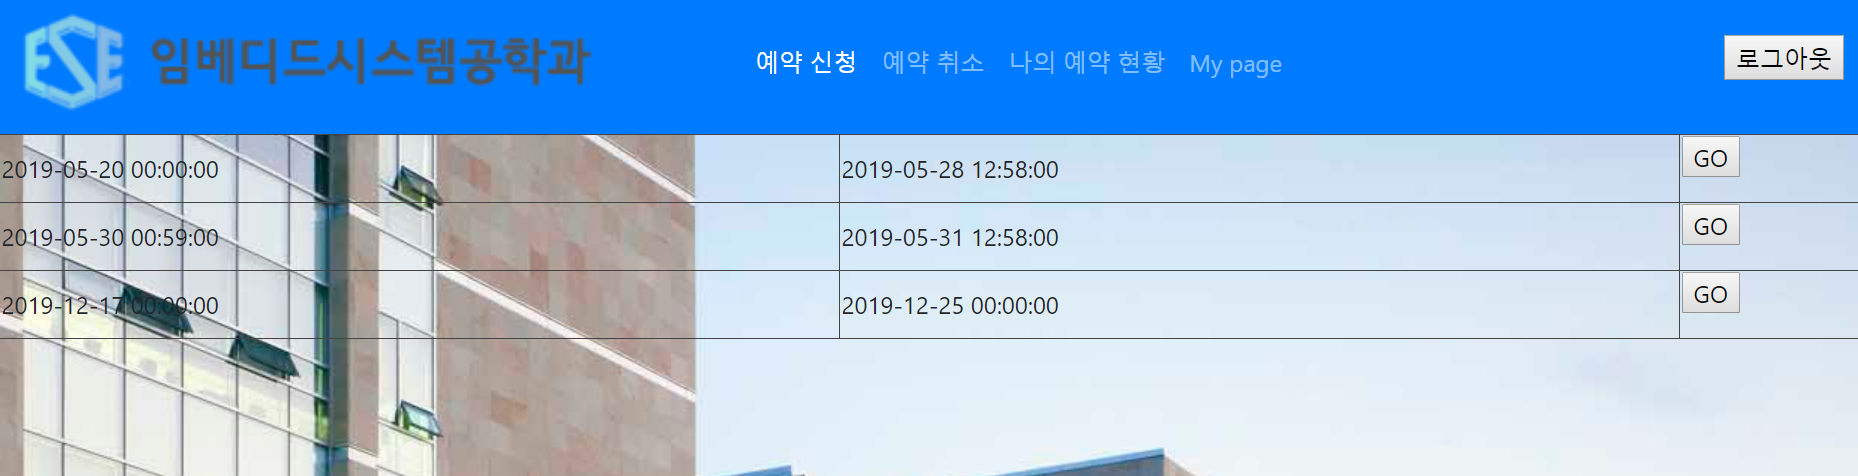 ESE 임베디드시스템공학과 예약 신청 예약 취소 나의 예약 현황 My page 로그아웃
2019-05-20 00:00:00 2019-05-28 12:58:00 GO
2019-05-30 00:59:00 2019-05-31 12:58:00 GO
2019-12-17 00:00:00 2019-12-25 00:00:00 GO